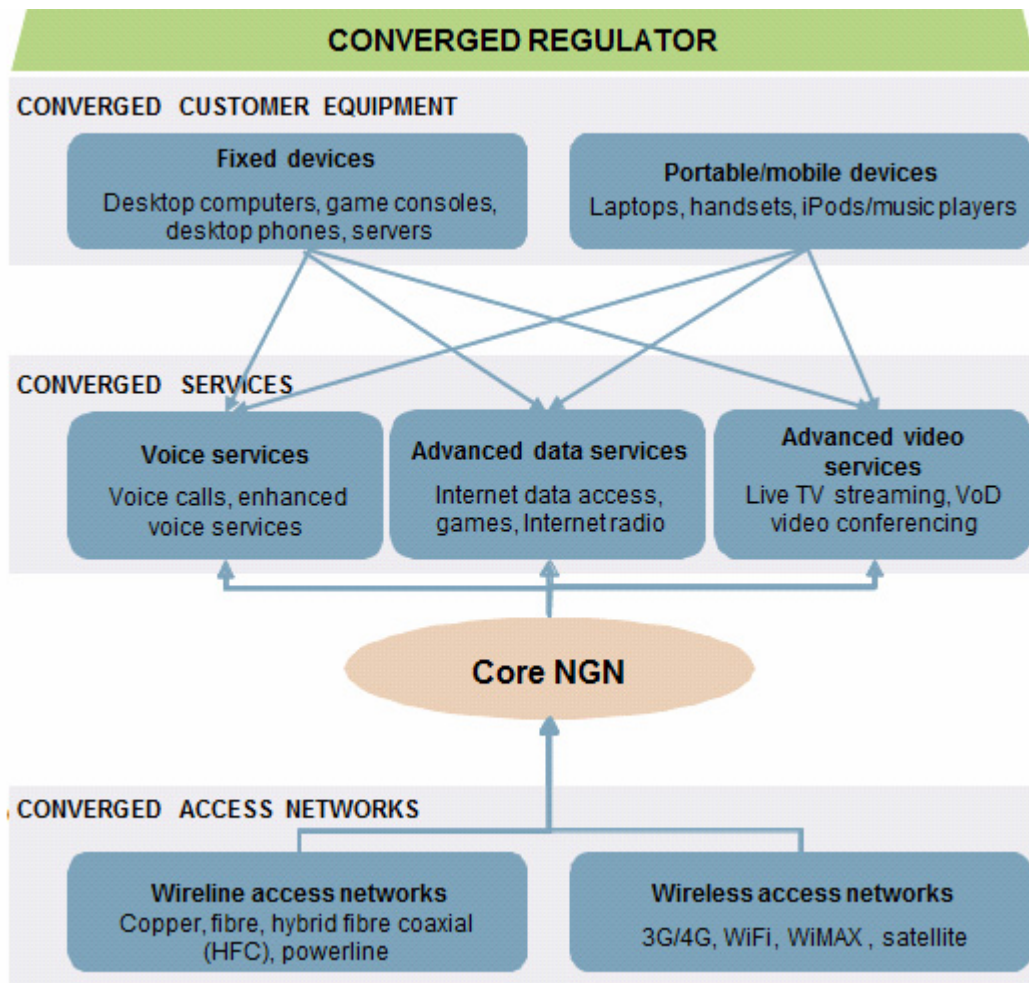 CONVERGED REGULATOR
CONVERGED CUSTOMER EQUIPMENT
Fixed devices
Desktop computers, game consoles,
desktop phones, servers
Portable/mobile devices
Laptops, handsets, iPods/music players
CONVERGED SERVICES
Voice services
Voice calls, enhanced
voice services
Advanced data services
Internet data access,
games, Internet radio
Advanced video
services
Live TV streaming, VoD
video conferencing
Core NGN
CONVERGED ACCESS NETWORKS
Wireline access networks
Copper, fibre, hybrid fibre coaxial
(HFC), powerline
Wireless access networks
3G/4G, WiFi, WiMAX , satellite